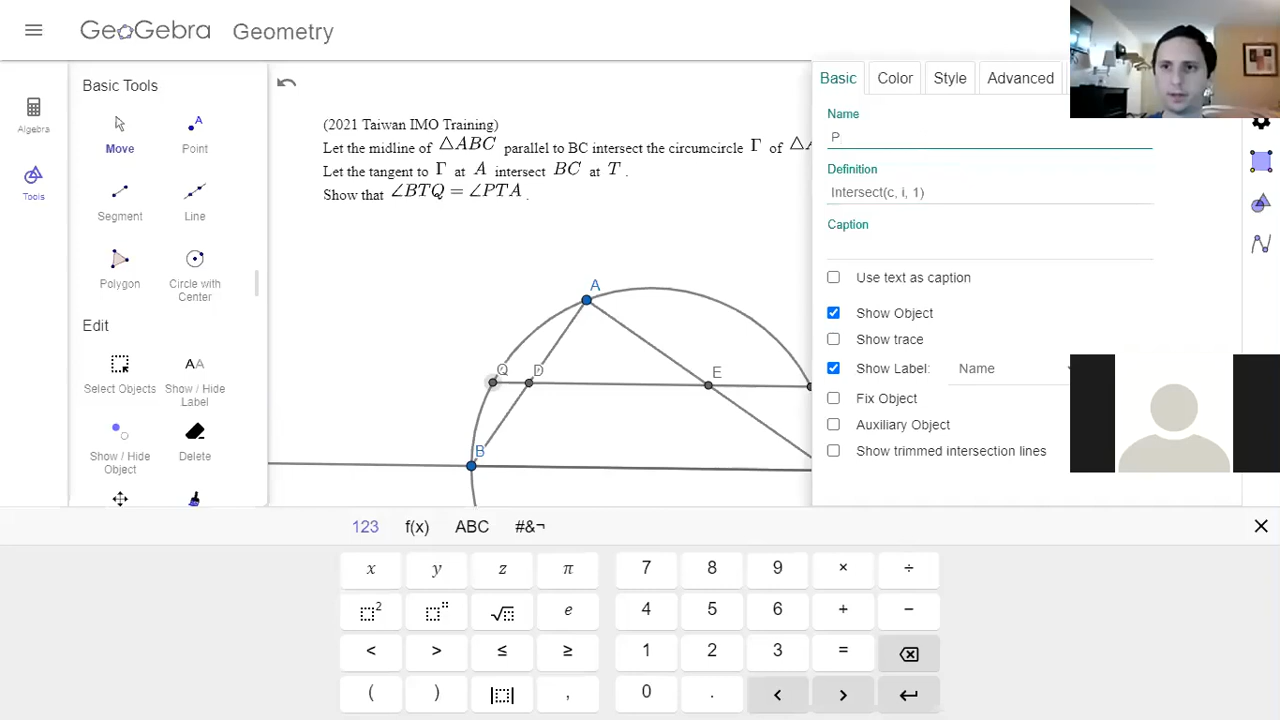 GeoGebra Geometry
Basic Tools
Move
Point
Segment
Line
Polygon
Circle with Center
Edit
Select Objects
Show / Hide Label
Show / Hide Object
Delete
Algebra
Tools
(2021 Taiwan IMO Training)
Let the midline of △ABC parallel to BC intersect the circumcircle Γ of
Let the tangent to Γ at A intersect BC at T .
Show that ∠BTQ = ∠PTA .
A
Q D E
B
Basic Color Style Advanced
Name
P
Definition
Intersect(c, i, 1)
Caption
Use text as caption
Show Object
Show trace
Show Label: Name
Fix Object
Auxiliary Object
Show trimmed intersection lines
123 f(x) ABC #&¬
x y z π 7 8 9 × ÷
2 √ e 4 5 6 + −
< > ≤ ≥ 1 2 3 =
( ) | | , 0 . < >